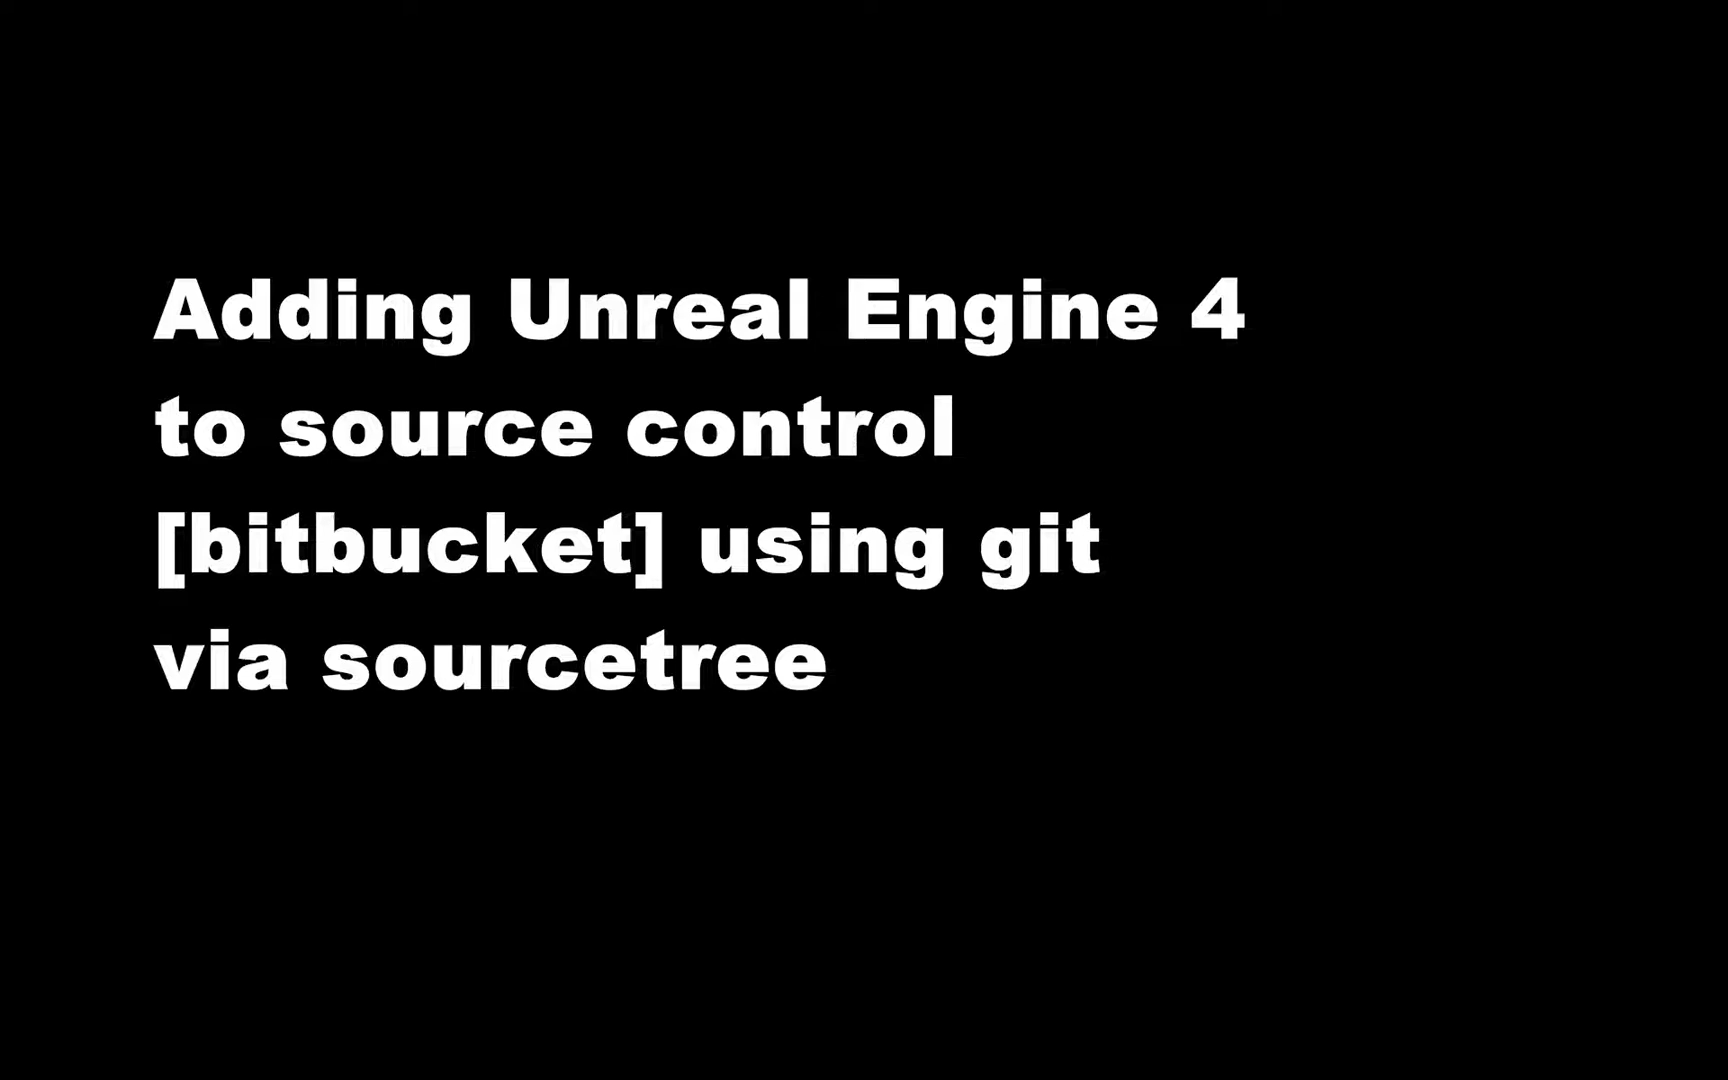 Adding Unreal Engine 4
to source control
[bitbucket] using git
via sourcetree